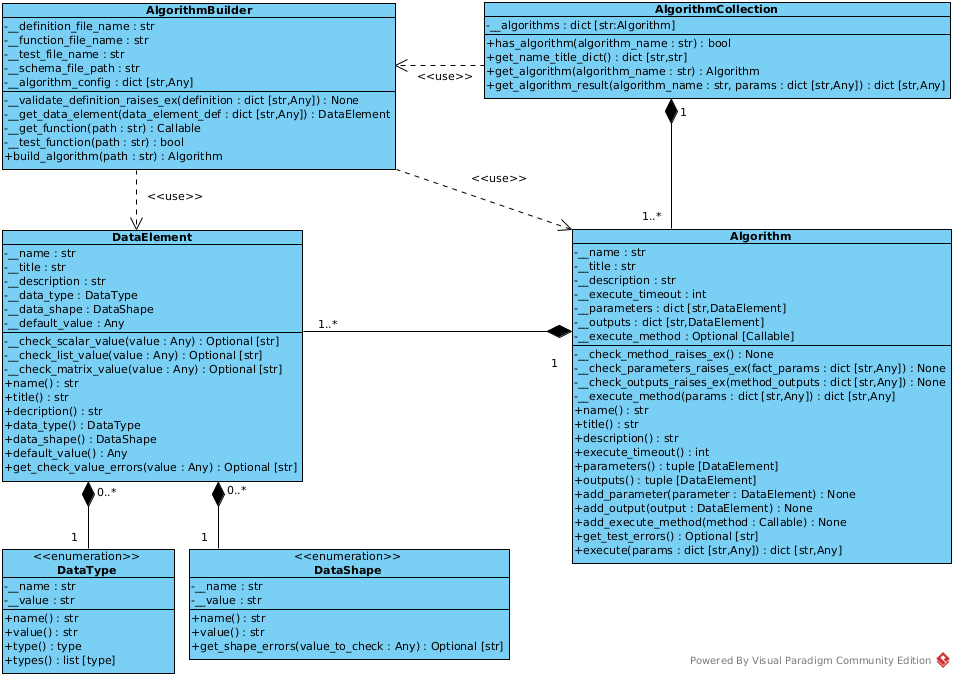 AlgorithmBuilder
-__definition_file_name : str
-__function_file_name : str
-__test_file_name : str
-__schema_file_path : str
-__algorithm_config : dict [str,Any]
-__validate_definition_raises_ex(definition : dict [str,Any]) : None
-__get_data_element(data_element_def : dict [str,Any]) : DataElement
-__get_function(path : str) : Callable
-__test_function(path : str) : bool
+build_algorithm(path : str) : Algorithm
<<use>>
AlgorithmCollection
-__algorithms : dict [str:Algorithm]
+has_algorithm(algorithm_name : str) : bool
+get_name_title_dict() : dict [str,str]
+get_algorithm(algorithm_name : str) : Algorithm
+get_algorithm_result(algorithm_name : str, params : dict [str,Any]) : dict [str,Any]
1
1..*
<<use>>
<<use>>
DataElement
-__name : str
-__title : str
-__description : str
-__data_type : DataType
-__data_shape : DataShape
-__default_value : Any
-__check_scalar_value(value : Any) : Optional [str]
-__check_list_value(value : Any) : Optional [str]
-__check_matrix_value(value : Any) : Optional [str]
+name() : str
+title() : str
+decription() : str
+data_type() : DataType
+data_shape() : DataShape
+default_value() : Any
+get_check_value_errors(value : Any) : Optional [str]
1..*
1
Algorithm
-__name : str
-__title : str
-__description : str
-__execute_timeout : int
-__parameters : dict [str,DataElement]
-__outputs : dict [str,DataElement]
-__execute_method : Optional [Callable]
-__check_method_raises_ex() : None
-__check_parameters_raises_ex(fact_params : dict [str,Any]) : None
-__check_outputs_raises_ex(method_outputs : dict [str,Any]) : None
-__execute_method(params : dict [str,Any]) : dict [str,Any]
+name() : str
+title() : str
+description() : str
+execute_timeout() : int
+parameters() : tuple [DataElement]
+outputs() : tuple [DataElement]
+add_parameter(parameter : DataElement) : None
+add_output(output : DataElement) : None
+add_execute_method(method : Callable) : None
+get_test_errors() : Optional [str]
+execute(params : dict [str,Any]) : dict [str,Any]
0..*
0..*
1
1
<<enumeration>>
DataType
-__name : str
-__value : str
+name() : str
+value() : str
+type() : type
+types() : list [type]
<<enumeration>>
DataShape
-__name : str
-__value : str
+name() : str
+value() : str
+get_shape_errors(value_to_check : Any) : Optional [str]
Powered By Visual Paradigm Community Edition